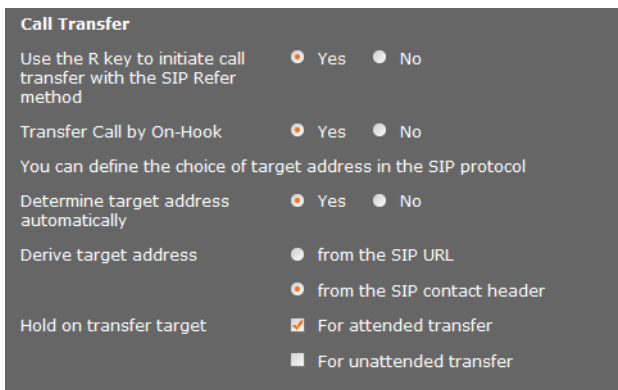 Call Transfer
Use the R key to initiate call Yes No
transfer with the SIP Refer
method
Transfer Call by On-Hook Yes No
You can define the choice of target address in the SIP protocol
Determine target address Yes No
automatically
Derive target address from the SIP URL
from the SIP contact header
Hold on transfer target For attended transfer
For unattended transfer